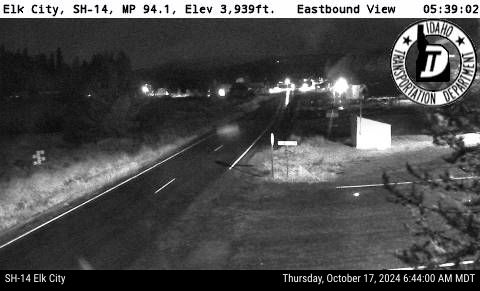 Elk City, SH-14, MP 94.1, Elev 3,939ft. Eastbound View 05:39:02
IDAHO
TRANSPORTATION DEPARTMENT
SH-14 Elk City Thursday, October 17, 2024 6:44:00 AM MDT